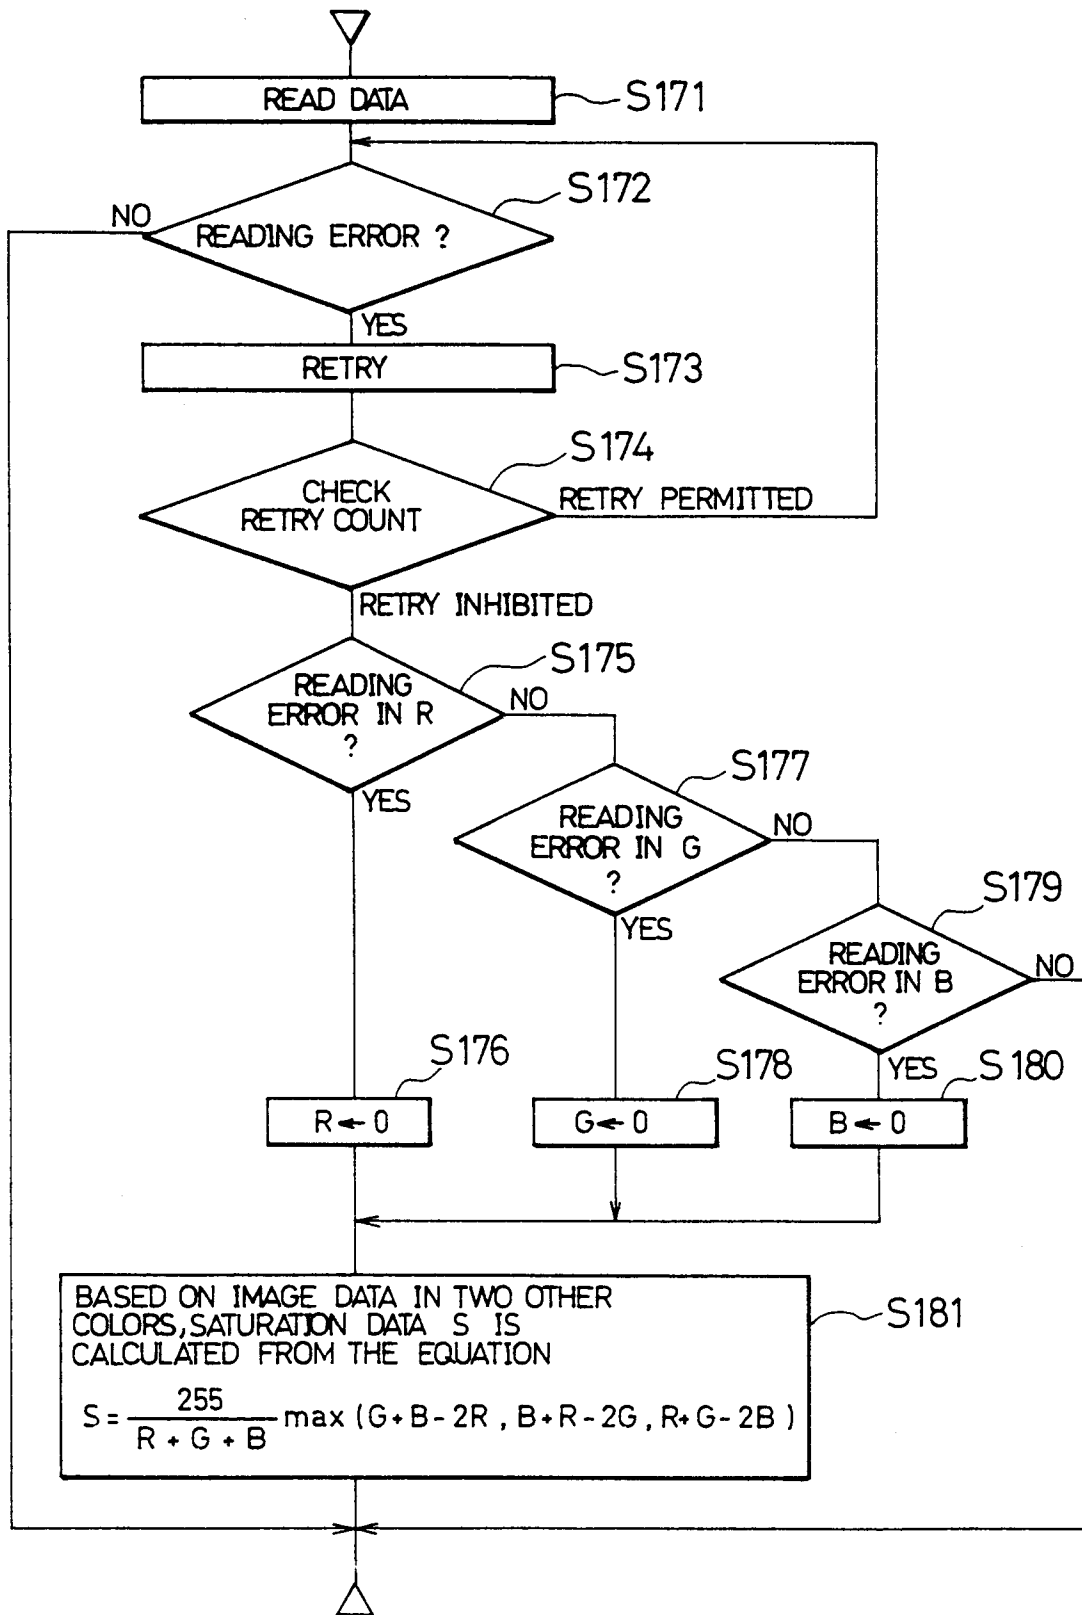 READ DATA
S171
S172
NO
READING ERROR ?
YES
RETRY
S173
S174
CHECK
RETRY COUNT
RETRY PERMITTED
RETRY INHIBITED
S175
READING
ERROR IN R
?
NO
YES
S177
READING
ERROR IN G
?
NO
YES
S179
READING
ERROR IN B
?
NO
YES
S176
R ← 0
S178
G ← 0
S180
B ← 0
BASED ON IMAGE DATA IN TWO OTHER
COLORS, SATURATION DATA S IS
CALCULATED FROM THE EQUATION
S = 255 / (R + G + B) max (G+B-2R, B+R-2G, R+G-2B)
S181